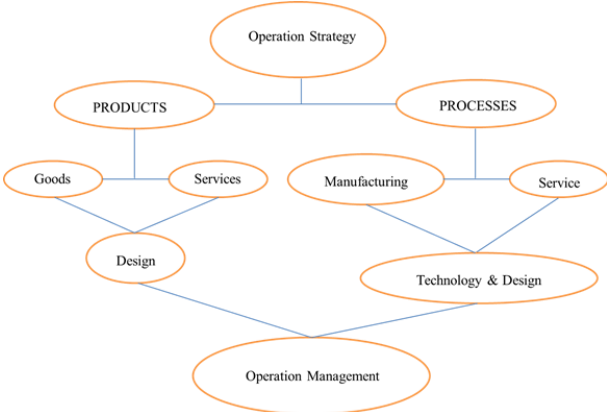 Operation Strategy
PRODUCTS
PROCESSES
Goods
Services
Manufacturing
Service
Design
Technology & Design
Operation Management